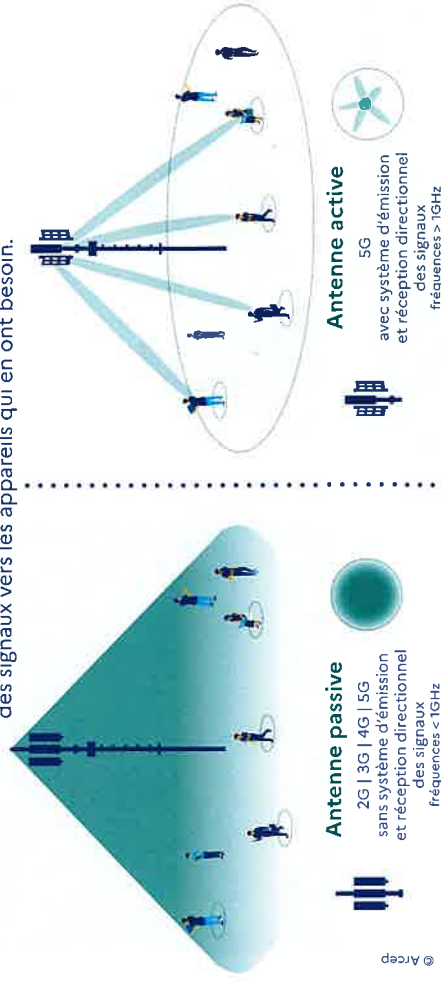 des signaux vers les appareils qui en ont besoin.
Antenne passive
2G | 3G | 4G | 5G
sans système d'émission
et réception directionnel
des signaux
fréquences < 1GHz
Antenne active
5G
avec système d'émission
et réception directionnel
des signaux
fréquences > 1GHz
© Arcep